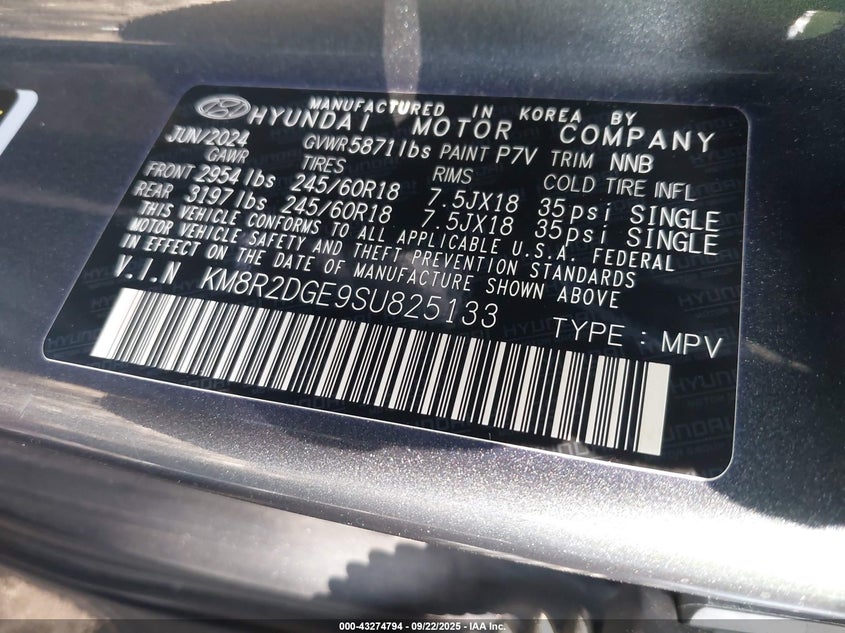 MANUFACTURED IN KOREA BY
HYUNDAI MOTOR COMPANY
JUN/2024 GVWR 5871lbs PAINT P7V TRIM NNB
GAWR TIRES RIMS COLD TIRE INFL
FRONT 2954lbs 245/60R18 7.5JX18 35psi SINGLE
REAR 3197lbs 245/60R18 7.5JX18 35psi SINGLE
THIS VEHICLE CONFORMS TO ALL APPLICABLE U.S.A. FEDERAL
MOTOR VEHICLE SAFETY AND THEFT PREVENTION STANDARDS
IN EFFECT ON THE DATE OF MANUFACTURE SHOWN ABOVE
V.I.N KM8R2DGE9SU825133
TYPE : MPV
000-43274794 - 09/22/2025 - IAA Inc.